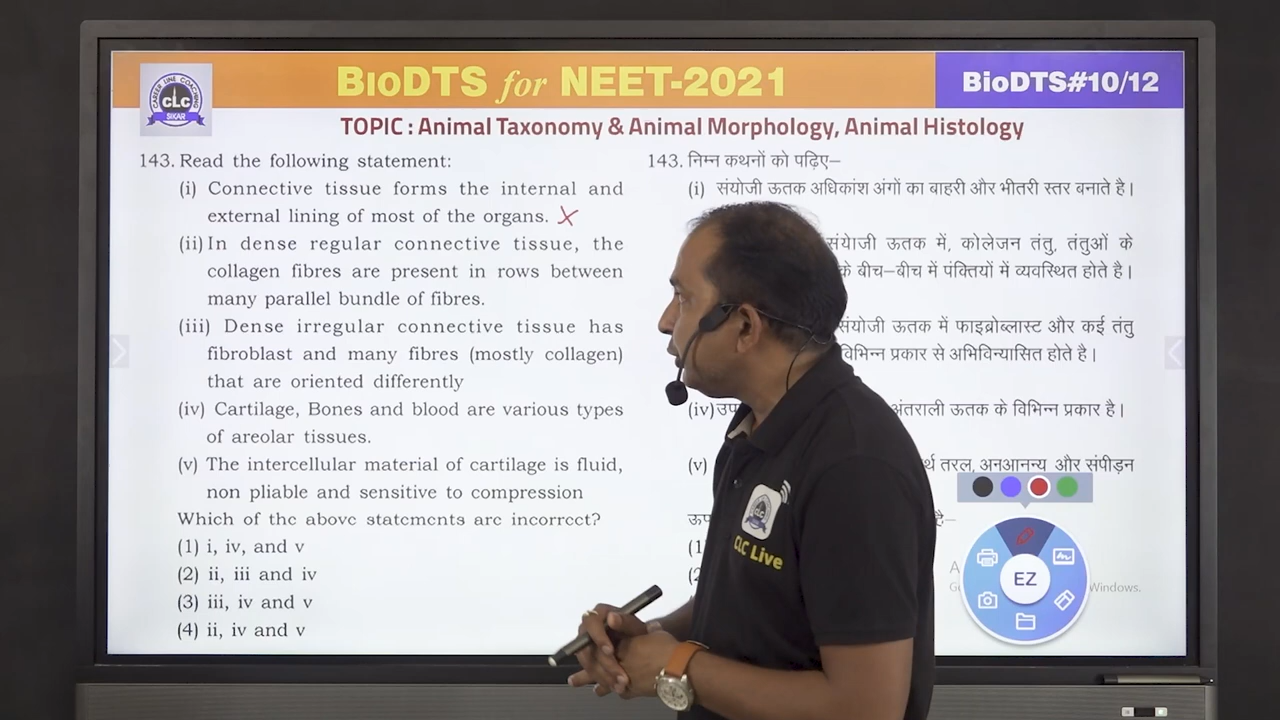 BioDTS for NEET-2021
BioDTS#10/12
CAREER LINE COACHING
CLC
SIKAR
TOPIC : Animal Taxonomy & Animal Morphology, Animal Histology
143. Read the following statement:
(i) Connective tissue forms the internal and
external lining of most of the organs.
(ii) In dense regular connective tissue, the
collagen fibres are present in rows between
many parallel bundle of fibres.
(iii) Dense irregular connective tissue has
fibroblast and many fibres (mostly collagen)
that are oriented differently
(iv) Cartilage, Bones and blood are various types
of areolar tissues.
(v) The intercellular material of cartilage is fluid,
non pliable and sensitive to compression
Which of the above statements are incorrect?
(1) i, iv, and v
(2) ii, iii and iv
(3) iii, iv and v
(4) ii, iv and v
143. निम्न कथनों को पढ़िए–
(i) संयोजी ऊतक अधिकांश अंगों का बाहरी और भीतरी स्तर बनाते है।
संयेाजी ऊतक में, कोलेजन तंतु, तंतुओं के
के बीच–बीच में पंक्तियों में व्यवस्थित होते है।
संयोजी ऊतक में फाइब्रोब्लास्ट और कई तंतु
विभिन्न प्रकार से अभिविन्यासित होते है।
(iv) अंतराली ऊतक के विभिन्न प्रकार है।
(v) तरल, अनआनन्य और संपीड़न
है–
EZ
Windows.
CLC Live